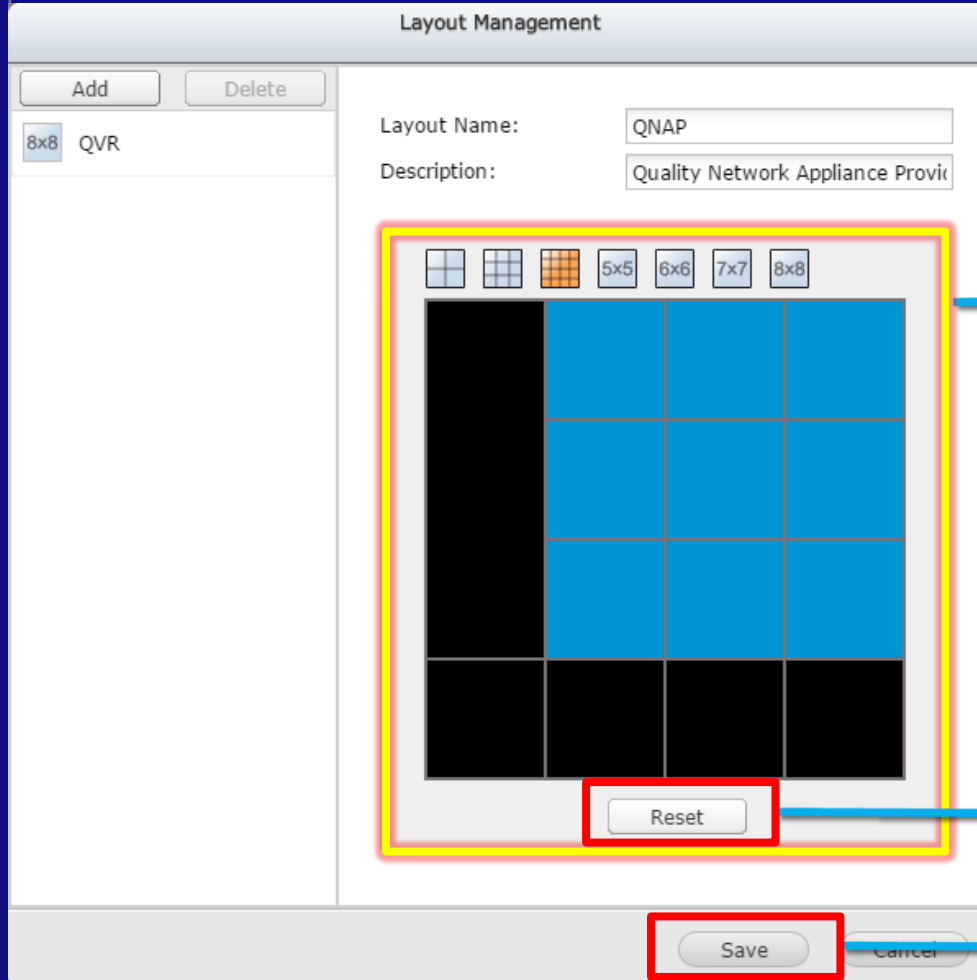 Layout Management
Add Delete
8x8 QVR
Layout Name: QNAP
Description: Quality Network Appliance
5x5 6x6 7x7 8x8
Reset
Save Cancel